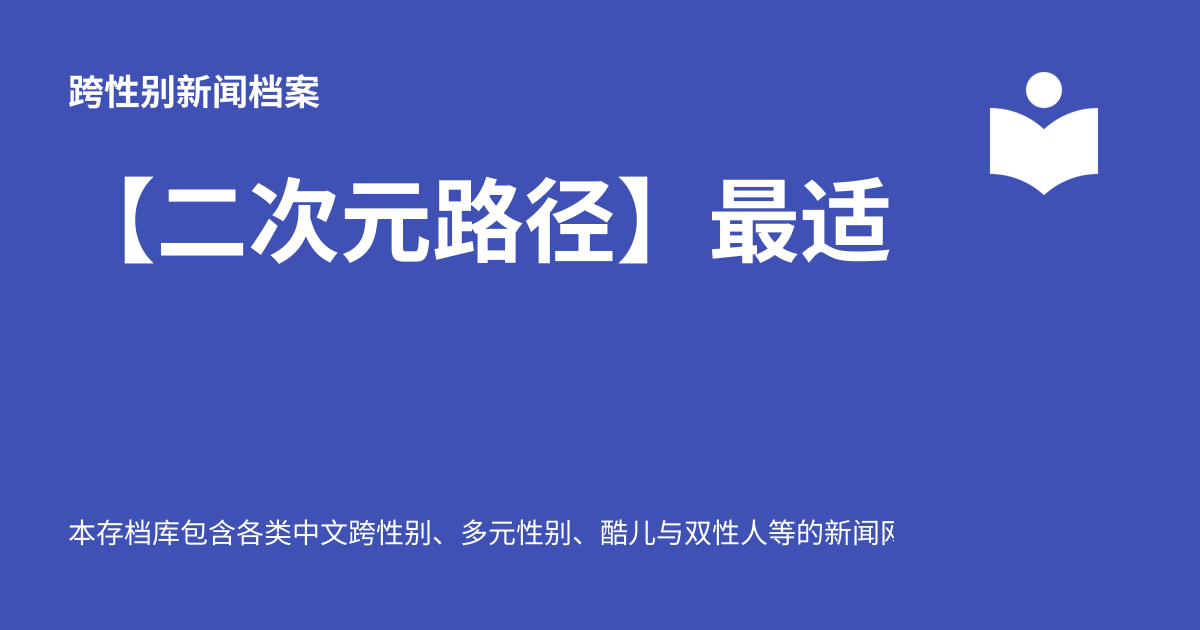 跨性别新闻档案
【二次元路径】最适
本存档库包含各类中文跨性别、多元性别、酷儿与双性人等的新闻